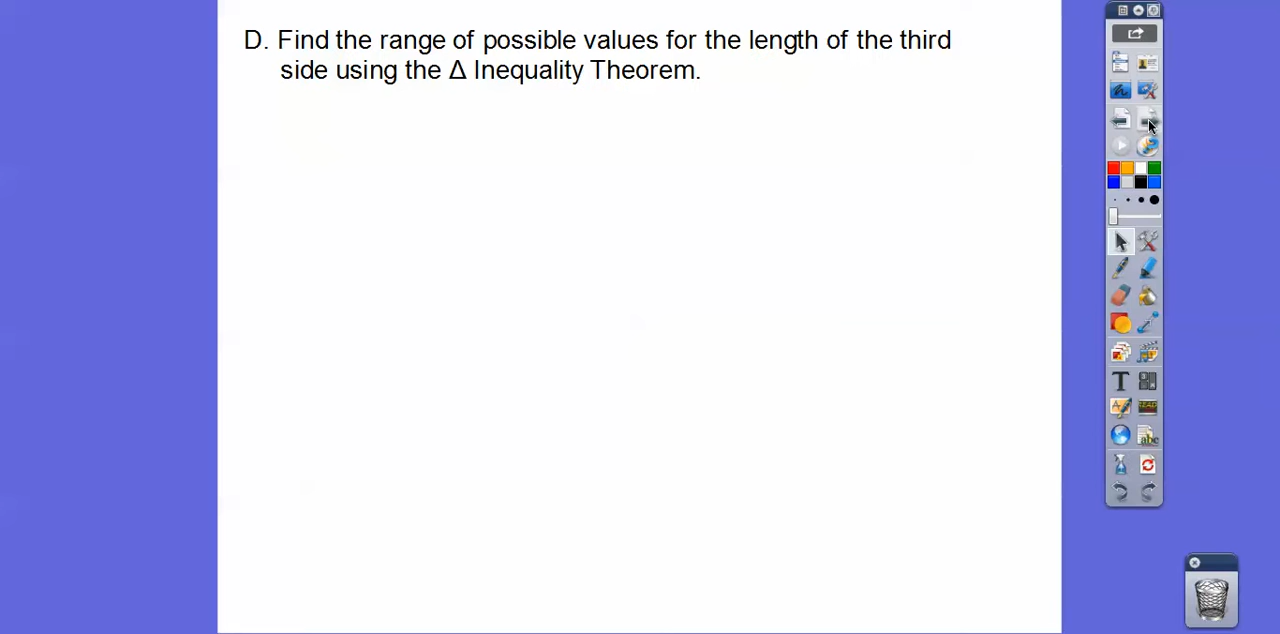 D. Find the range of possible values for the length of the third
side using the Δ Inequality Theorem.